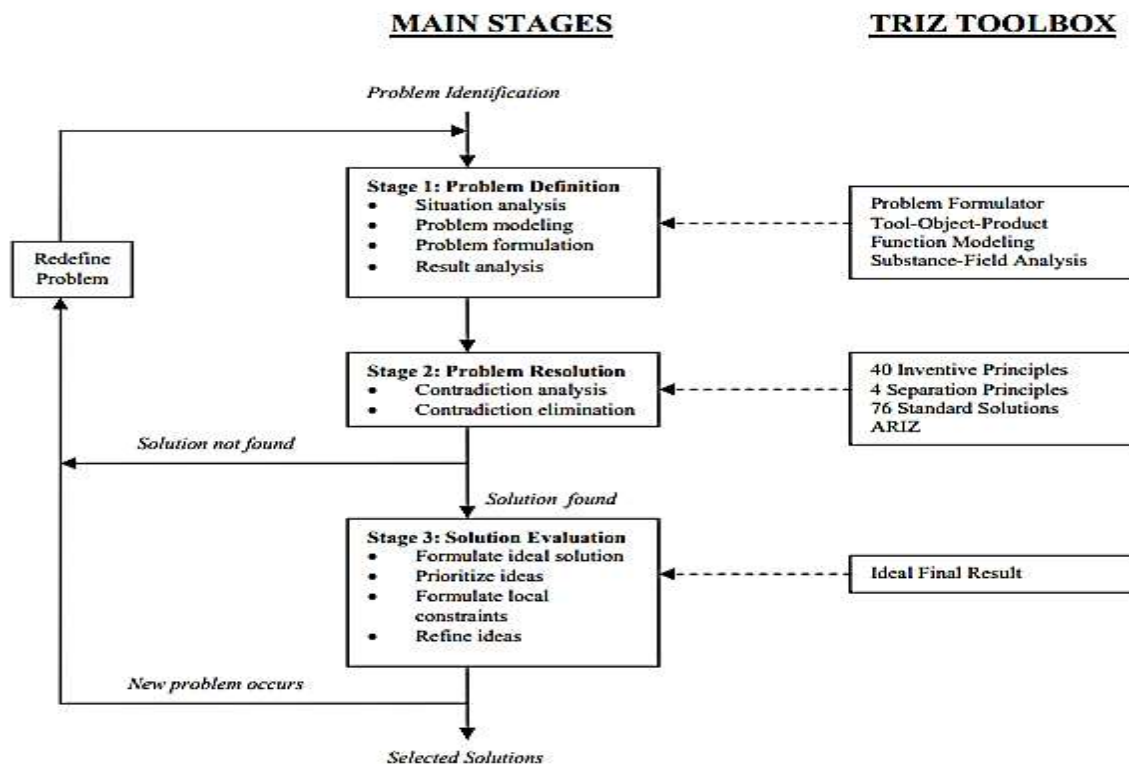 MAIN STAGES
TRIZ TOOLBOX
Problem Identification
Stage 1: Problem Definition
• Situation analysis
• Problem modeling
• Problem formulation
• Result analysis
Problem Formulator
Tool-Object-Product
Function Modeling
Substance-Field Analysis
Redefine
Problem
Stage 2: Problem Resolution
• Contradiction analysis
• Contradiction elimination
40 Inventive Principles
4 Separation Principles
76 Standard Solutions
ARIZ
Solution not found
Solution found
Stage 3: Solution Evaluation
• Formulate ideal solution
• Prioritize ideas
• Formulate local
constraints
• Refine ideas
Ideal Final Result
New problem occurs
Selected Solutions